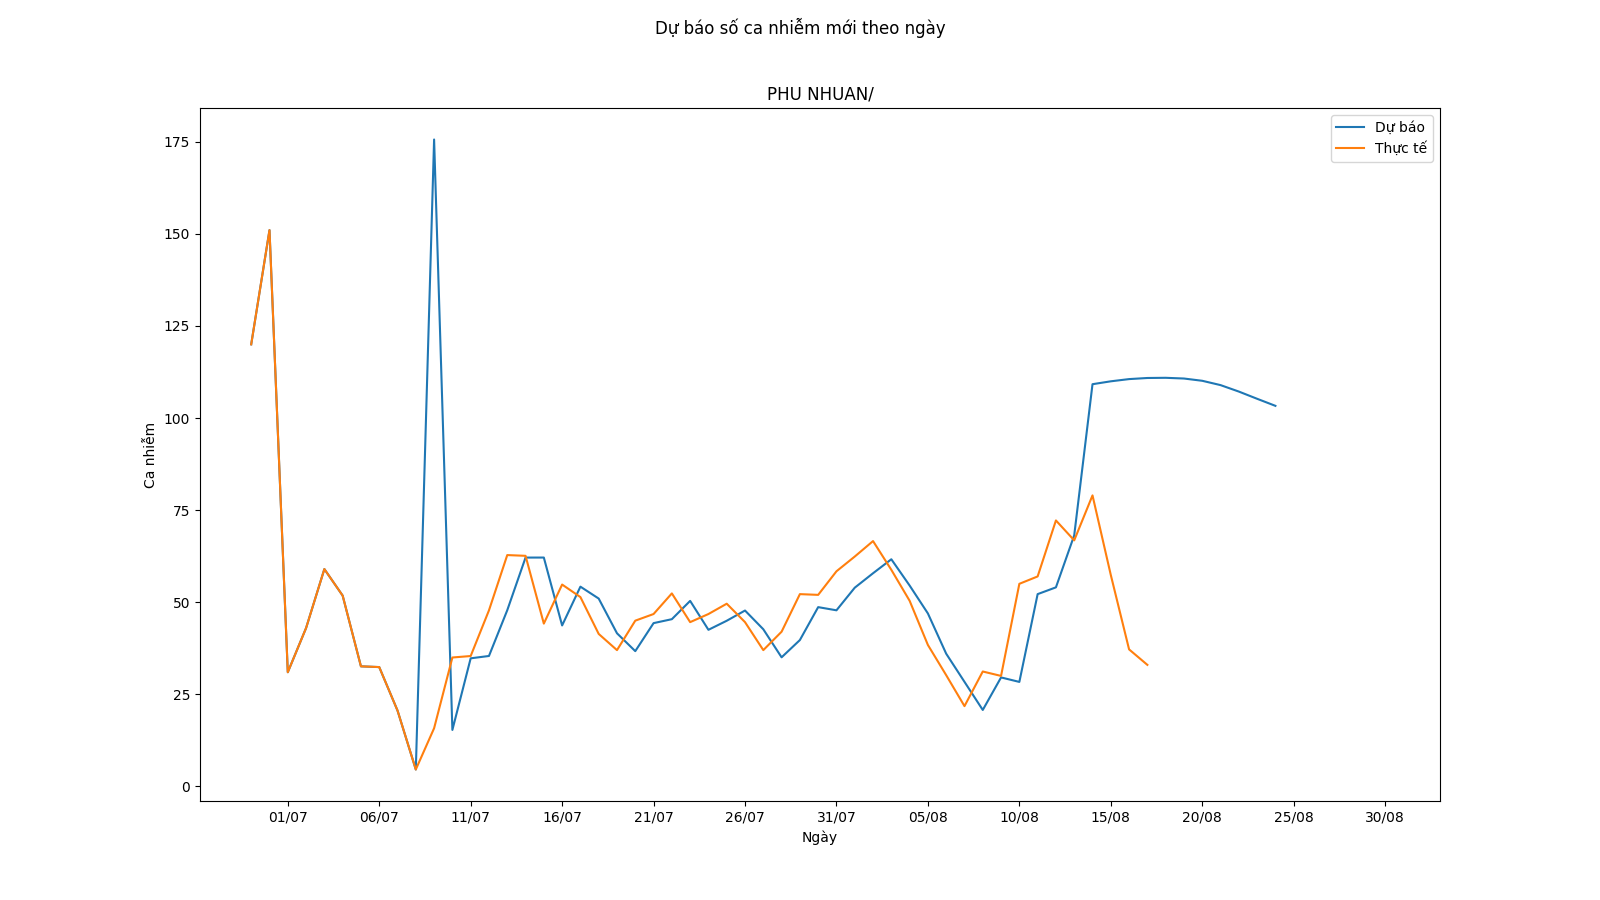 Dự báo số ca nhiễm mới theo ngày
PHU NHUAN/
Dự báo
Thực tế
175
150
125
100
75
50
25
0
Ca nhiễm
01/07 06/07 11/07 16/07 21/07 26/07 31/07 05/08 10/08 15/08 20/08 25/08 30/08
Ngày